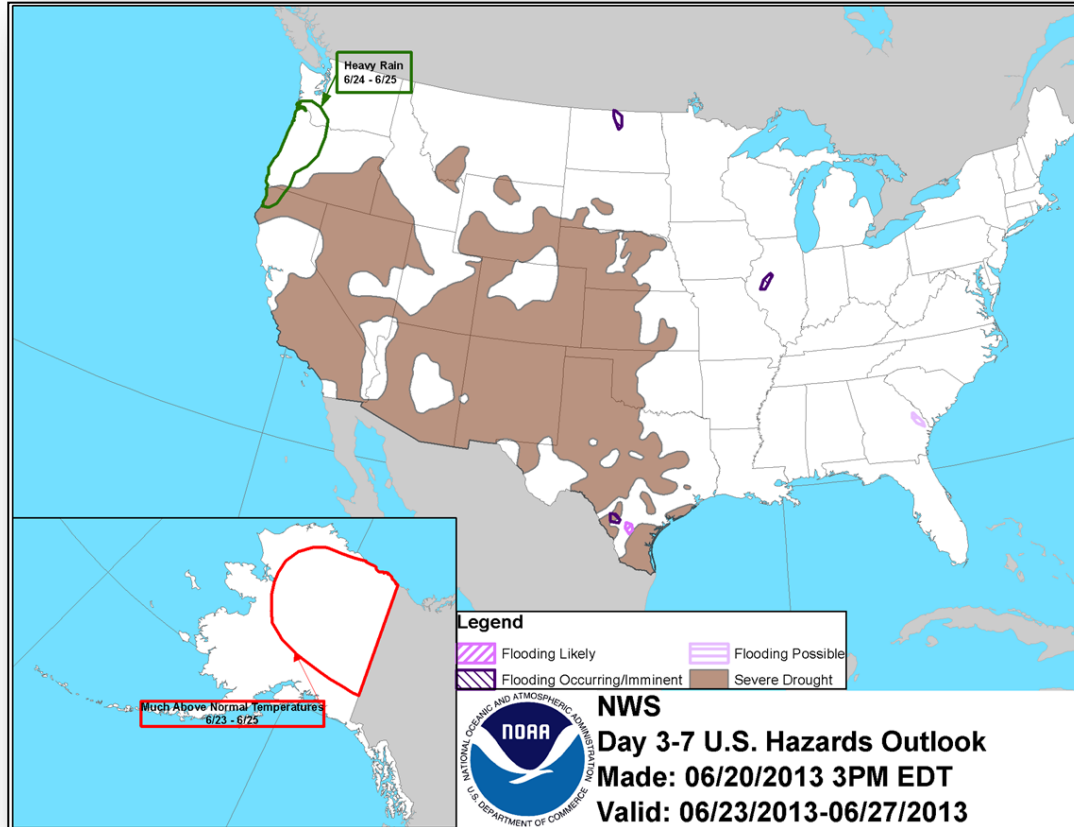 Heavy Rain
6/24 - 6/25
Much Above Normal Temperatures
6/23 - 6/25
Legend
Flooding Likely
Flooding Possible
Flooding Occurring/Imminent
Severe Drought
NATIONAL OCEANIC AND ATMOSPHERIC ADMINISTRATION
NOAA
U.S. DEPARTMENT OF COMMERCE
NWS
Day 3-7 U.S. Hazards Outlook
Made: 06/20/2013 3PM EDT
Valid: 06/23/2013-06/27/2013